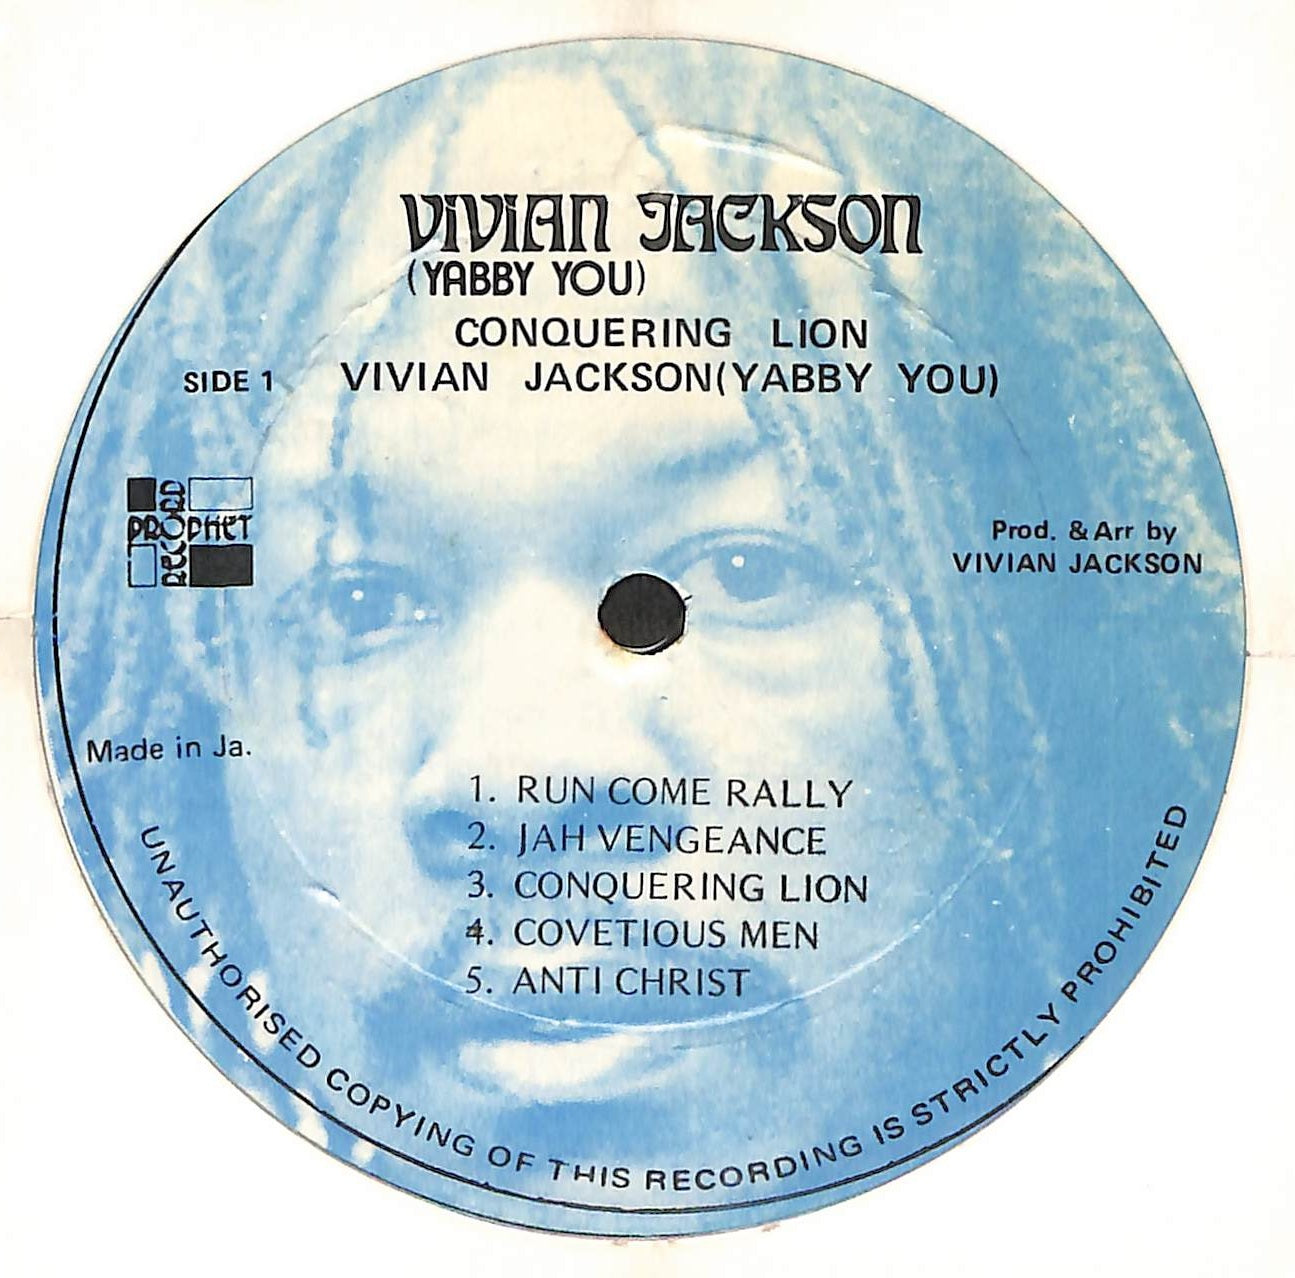 VIVIAN JACKSON
(YABBY YOU)
CONQUERING LION
SIDE 1 VIVIAN JACKSON(YABBY YOU)
PROPHET
RECORD
Prod. & Arr by
VIVIAN JACKSON
Made in Ja.
1. RUN COME RALLY
2. JAH VENGEANCE
3. CONQUERING LION
4. COVETIOUS MEN
5. ANTI CHRIST
UNAUTHORISED COPYING OF THIS RECORDING IS STRICTLY PROHIBITED